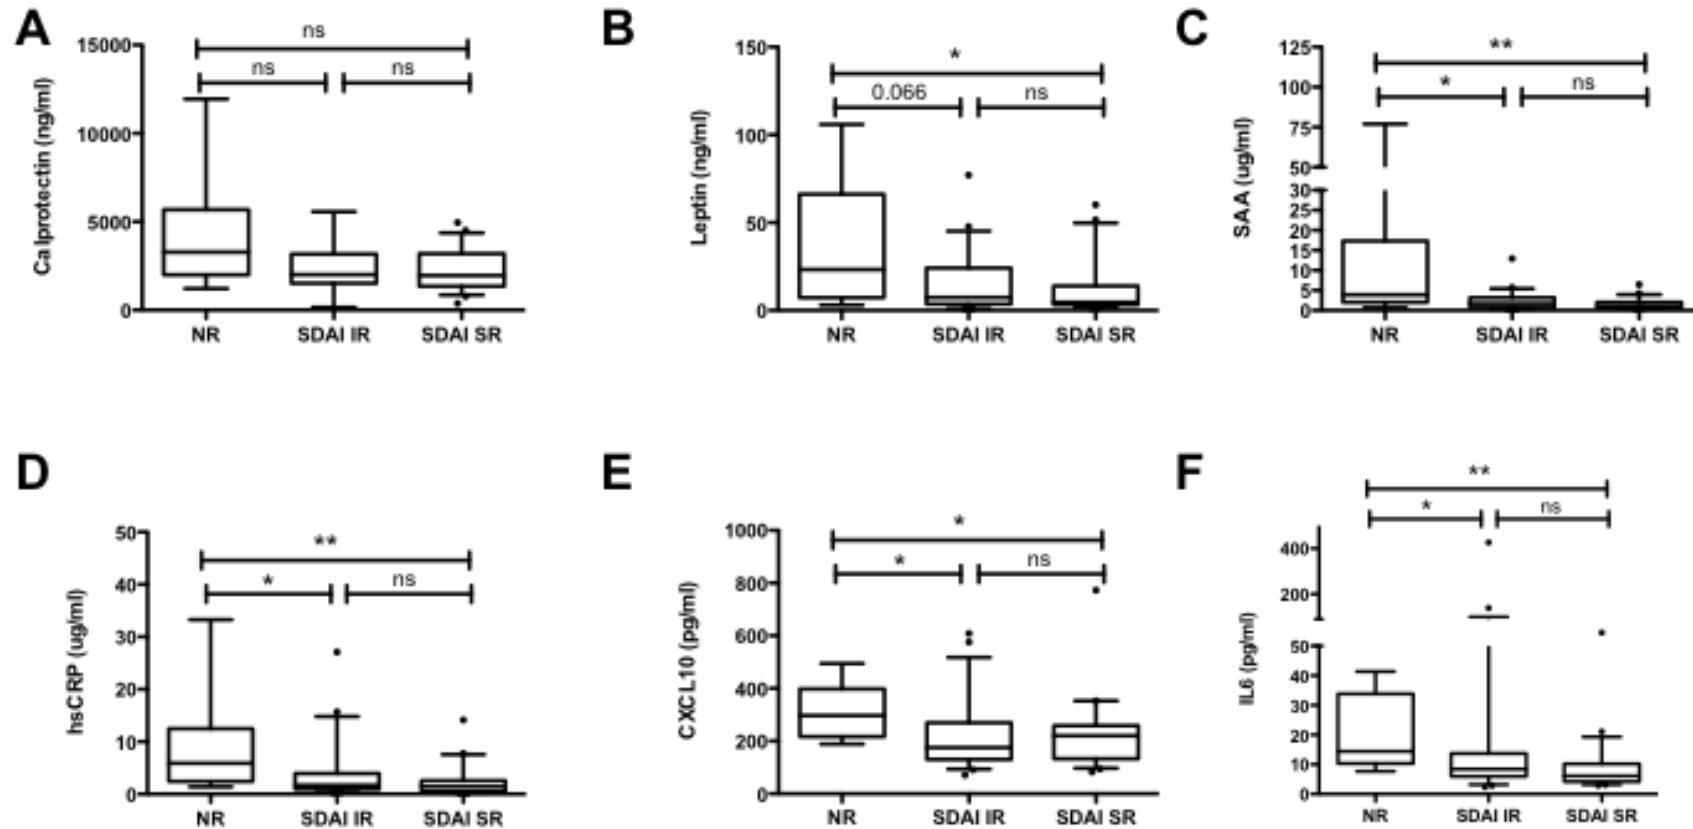 A
Calprotectin (ng/ml)
15000
10000
5000
0
ns
ns
ns
NR
SDAI IR
SDAI SR
B
Leptin (ng/ml)
150
100
50
0
*
0.066
ns
NR
SDAI IR
SDAI SR
C
SAA (ug/ml)
125
100
75
50
30
25
20
15
10
5
0
**
*
ns
NR
SDAI IR
SDAI SR
D
hsCRP (ug/ml)
50
40
30
20
10
0
**
*
ns
NR
SDAI IR
SDAI SR
E
CXCL10 (pg/ml)
1000
800
600
400
200
0
*
*
ns
NR
SDAI IR
SDAI SR
F
IL6 (pg/ml)
400
200
50
40
30
20
10
0
**
*
ns
NR
SDAI IR
SDAI SR